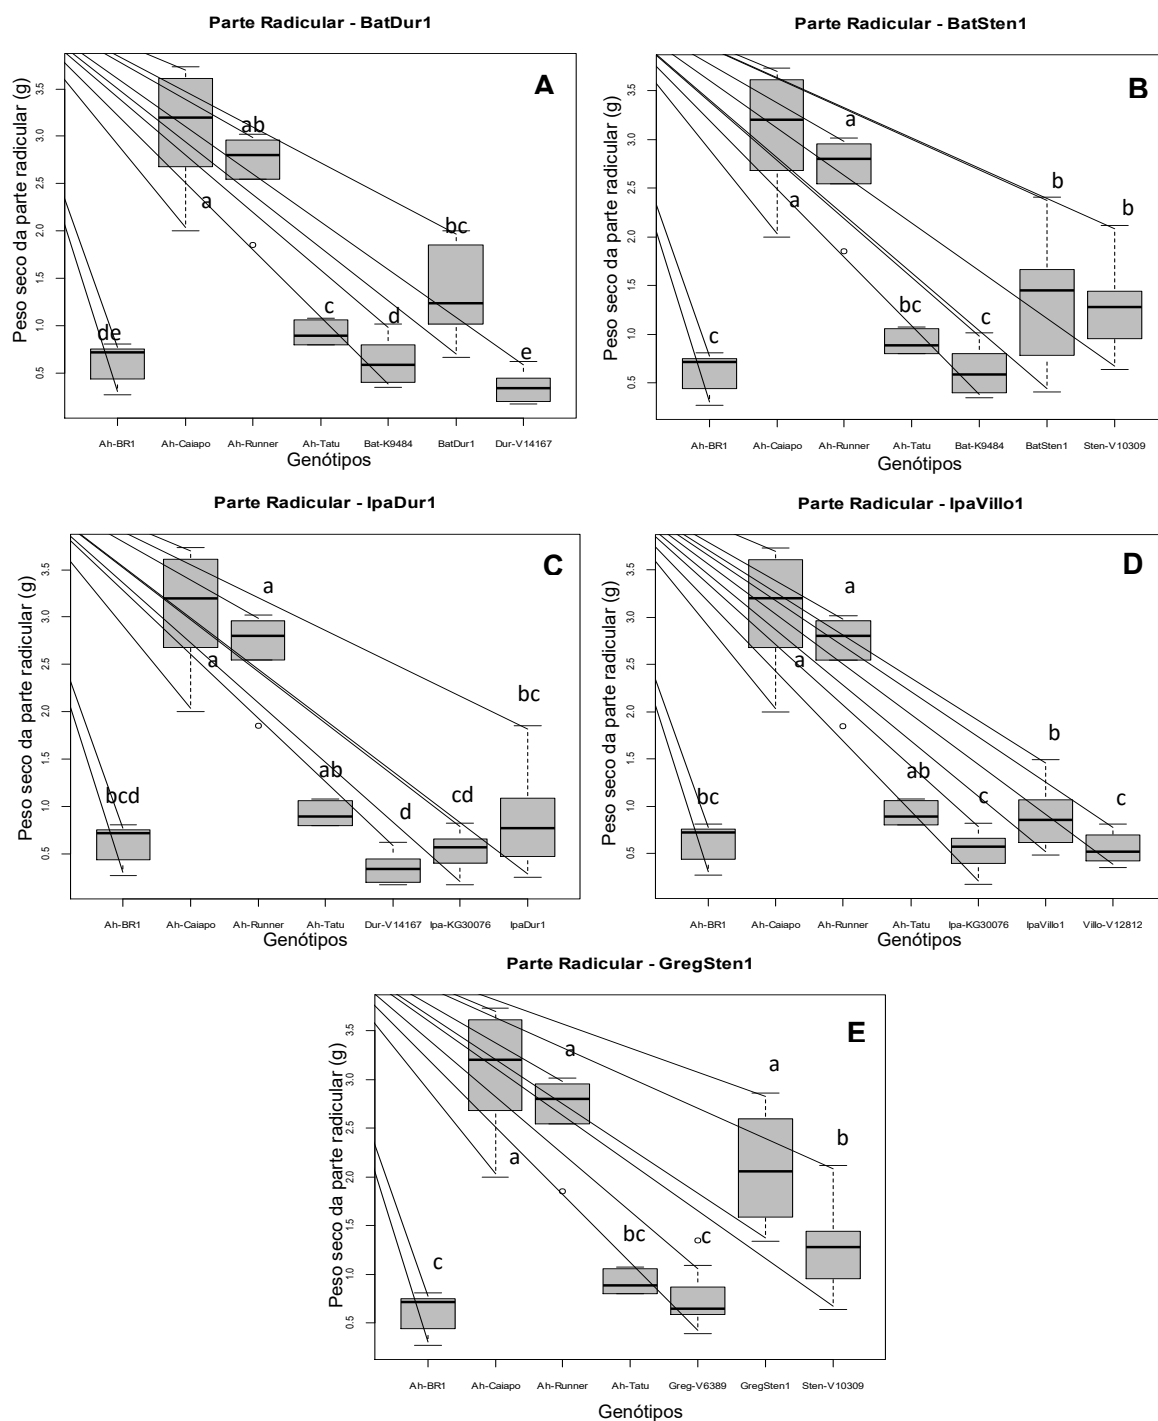 Parte Radicular - BatDur1
A
Peso seco da parte radicular (g)
3.5
3.0
2.5
2.0
1.5
1.0
0.5
de
a
ab
c
d
bc
e
Ah-BR1 Ah-Caiapo Ah-Runner Ah-Tatu Bat-K9484 BatDur1 Dur-V14167
Genótipos
Parte Radicular - BatSten1
B
Peso seco da parte radicular (g)
3.5
3.0
2.5
2.0
1.5
1.0
0.5
c
a
a
bc
c
b
b
Ah-BR1 Ah-Caiapo Ah-Runner Ah-Tatu Bat-K9484 BatSten1 Sten-V10309
Genótipos
Parte Radicular - IpaDur1
C
Peso seco da parte radicular (g)
3.5
3.0
2.5
2.0
1.5
1.0
0.5
bcd
a
a
ab
d
cd
bc
Ah-BR1 Ah-Caiapo Ah-Runner Ah-Tatu Dur-V14167 Ipa-KG30076 IpaDur1
Genótipos
Parte Radicular - IpaVillo1
D
Peso seco da parte radicular (g)
3.5
3.0
2.5
2.0
1.5
1.0
0.5
bc
a
a
ab
c
b
c
Ah-BR1 Ah-Caiapo Ah-Runner Ah-Tatu Ipa-KG30076 IpaVillo1 Villo-V12812
Genótipos
Parte Radicular - GregSten1
E
Peso seco da parte radicular (g)
3.5
3.0
2.5
2.0
1.5
1.0
0.5
c
a
a
bc
c
a
b
Ah-BR1 Ah-Caiapo Ah-Runner Ah-Tatu Greg-V6389 GregSten1 Sten-V10309
Genótipos